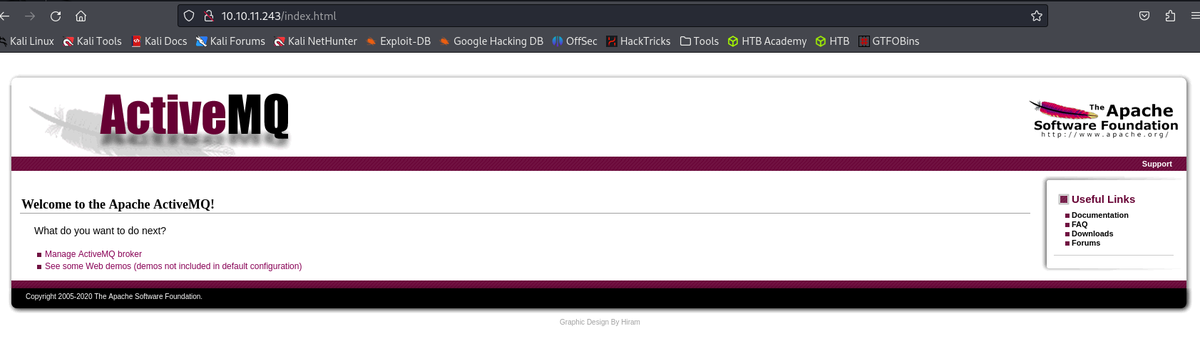 10.10.11.243/index.html
Kali Linux Kali Tools Kali Docs Kali Forums Kali NetHunter Exploit-DB Google Hacking DB OffSec HackTricks Tools HTB Academy HTB GTFOBins
ActiveMQ
The Apache
Software Foundation
http://www.apache.org/
Support
Welcome to the Apache ActiveMQ!
What do you want to do next?
Manage ActiveMQ broker
See some Web demos (demos not included in default configuration)
Useful Links
Documentation
FAQ
Downloads
Forums
Copyright 2005-2020 The Apache Software Foundation.
Graphic Design By Hiram